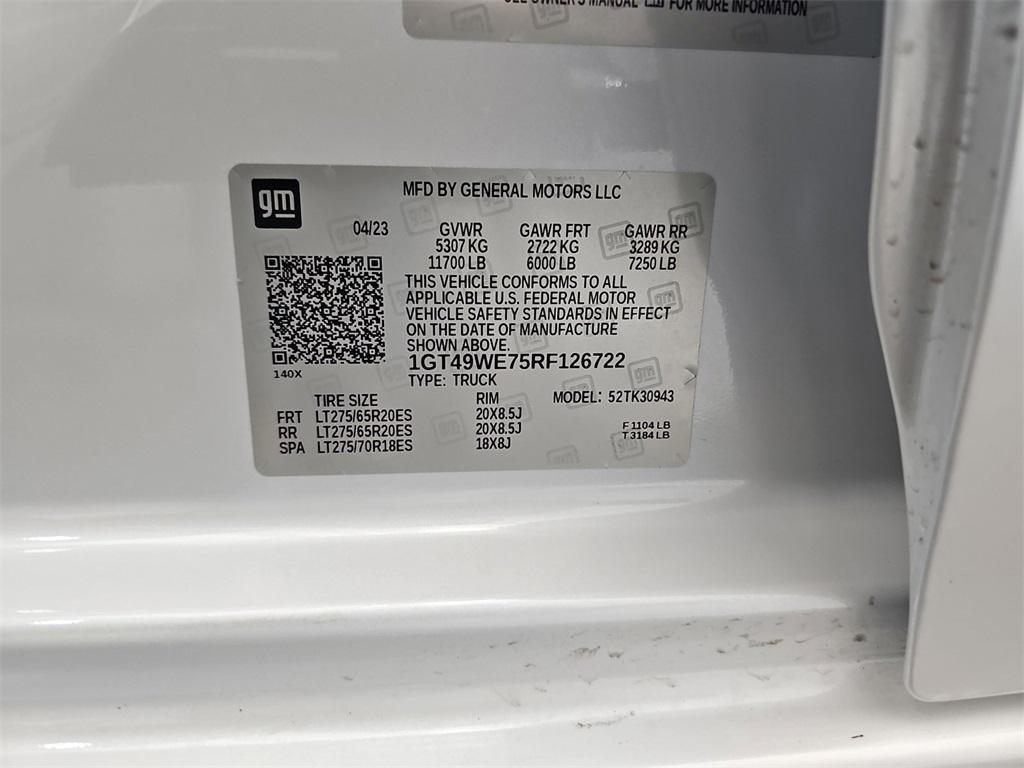 SEE OWNER'S MANUAL FOR MORE INFORMATION
gm
MFD BY GENERAL MOTORS LLC
04/23 GVWR GAWR FRT GAWR RR
5307 KG 2722 KG 3289 KG
11700 LB 6000 LB 7250 LB
THIS VEHICLE CONFORMS TO ALL
APPLICABLE U.S. FEDERAL MOTOR
VEHICLE SAFETY STANDARDS IN EFFECT
ON THE DATE OF MANUFACTURE
SHOWN ABOVE.
1GT49WE75RF126722
140X
TYPE: TRUCK
TIRE SIZE RIM MODEL: 52TK30943
FRT LT275/65R20ES 20X8.5J
RR LT275/65R20ES 20X8.5J
SPA LT275/70R18ES 18X8J
F 1104 LB
T 3184 LB